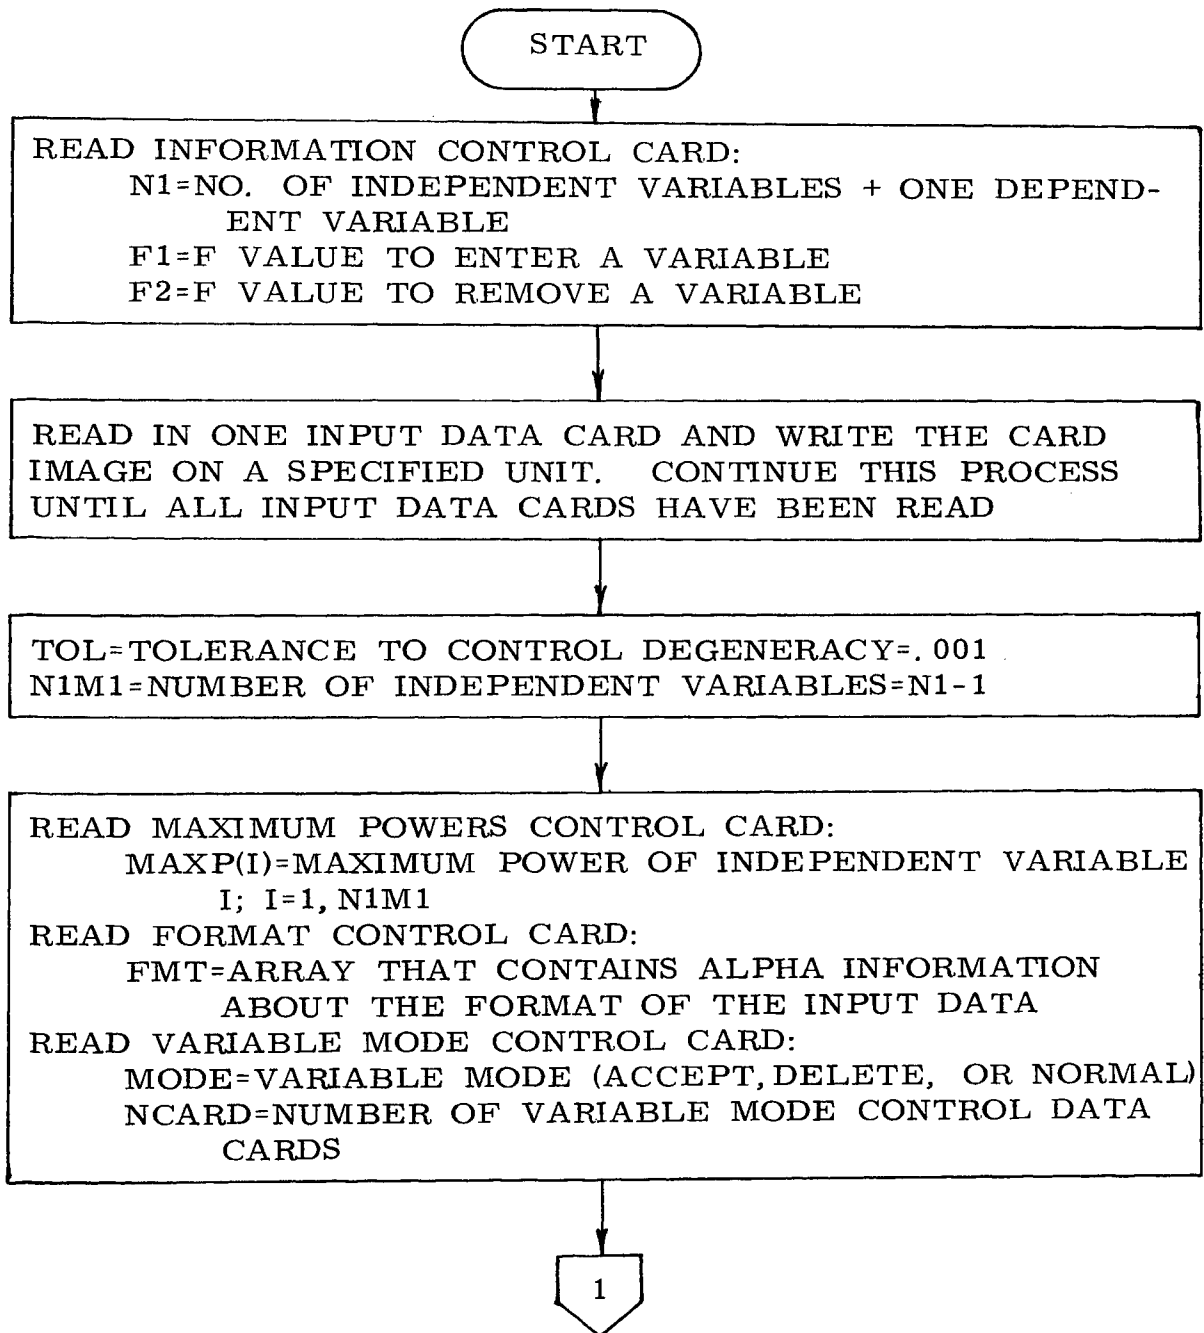 START
READ INFORMATION CONTROL CARD:
N1=NO. OF INDEPENDENT VARIABLES + ONE DEPEND-
ENT VARIABLE
F1=F VALUE TO ENTER A VARIABLE
F2=F VALUE TO REMOVE A VARIABLE
READ IN ONE INPUT DATA CARD AND WRITE THE CARD
IMAGE ON A SPECIFIED UNIT. CONTINUE THIS PROCESS
UNTIL ALL INPUT DATA CARDS HAVE BEEN READ
TOL=TOLERANCE TO CONTROL DEGENERACY=.001
N1M1=NUMBER OF INDEPENDENT VARIABLES=N1-1
READ MAXIMUM POWERS CONTROL CARD:
MAXP(I)=MAXIMUM POWER OF INDEPENDENT VARIABLE
I; I=1, N1M1
READ FORMAT CONTROL CARD:
FMT=ARRAY THAT CONTAINS ALPHA INFORMATION
ABOUT THE FORMAT OF THE INPUT DATA
READ VARIABLE MODE CONTROL CARD:
MODE=VARIABLE MODE (ACCEPT, DELETE, OR NORMAL)
NCARD=NUMBER OF VARIABLE MODE CONTROL DATA
CARDS
1